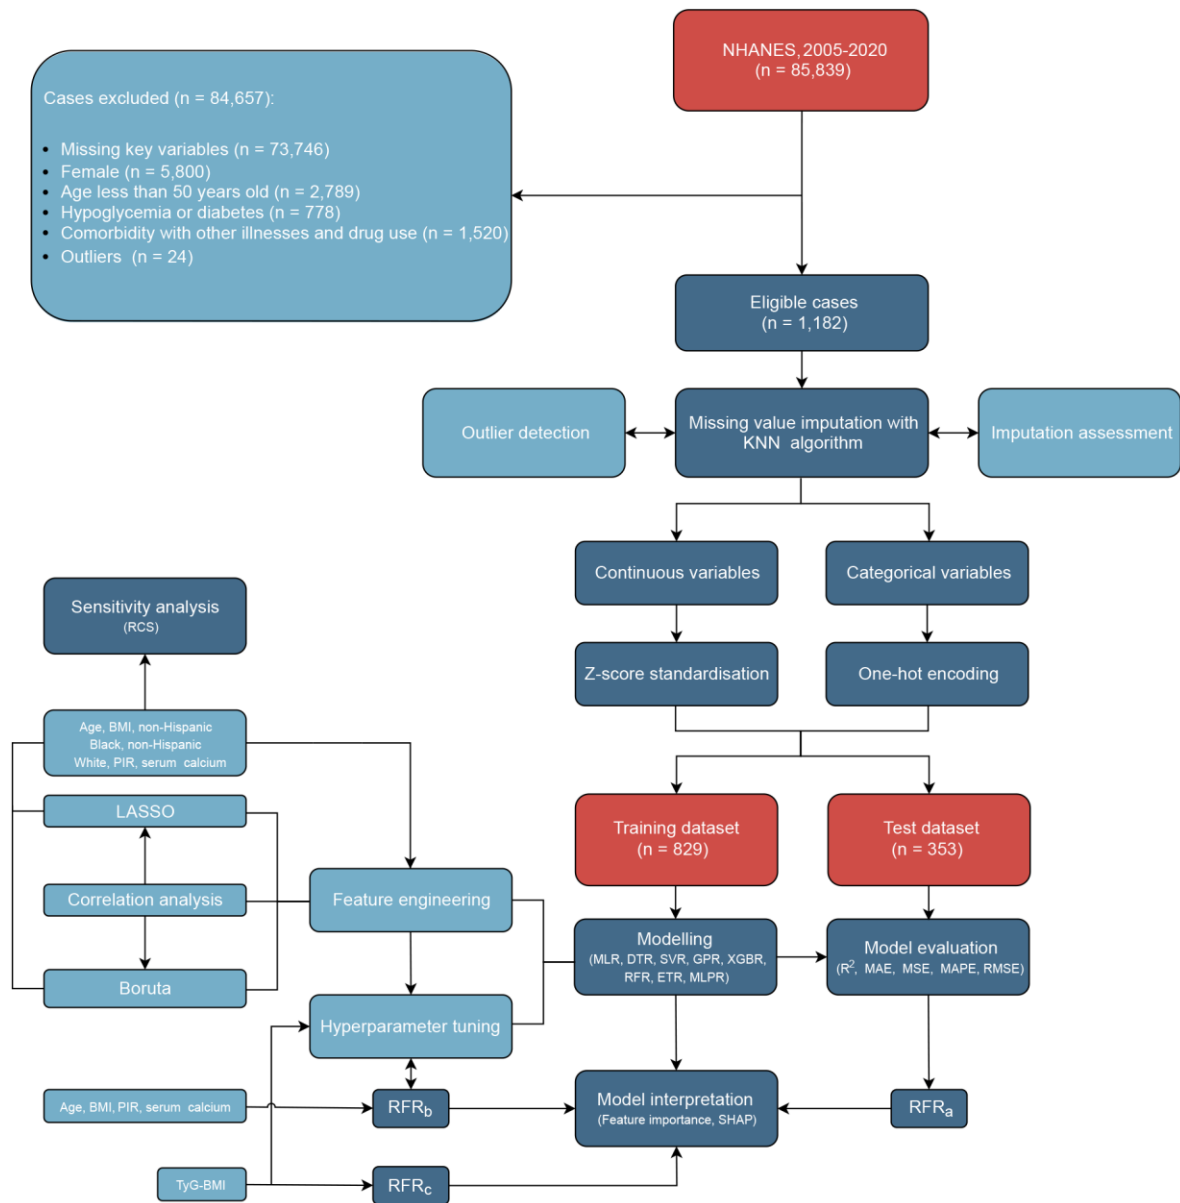 NHANES, 2005-2020
(n = 85,839)
Cases excluded (n = 84,657):
• Missing key variables (n = 73,746)
• Female (n = 5,800)
• Age less than 50 years old (n = 2,789)
• Hypoglycemia or diabetes (n = 778)
• Comorbidity with other illnesses and drug use (n = 1,520)
• Outliers (n = 24)
Eligible cases
(n = 1,182)
Outlier detection
Missing value imputation with
KNN algorithm
Imputation assessment
Continuous variables
Categorical variables
Z-score standardisation
One-hot encoding
Sensitivity analysis
(RCS)
Age, BMI, non-Hispanic
Black, non-Hispanic
White, PIR, serum calcium
LASSO
Correlation analysis
Boruta
Feature engineering
Hyperparameter tuning
Training dataset
(n = 829)
Test dataset
(n = 353)
Modelling
(MLR, DTR, SVR, GPR, XGBR,
RFR, ETR, MLPR)
Model evaluation
(R², MAE, MSE, MAPE, RMSE)
Age, BMI, PIR, serum calcium
RFRb
Model interpretation
(Feature importance, SHAP)
RFRa
TyG-BMI
RFRc